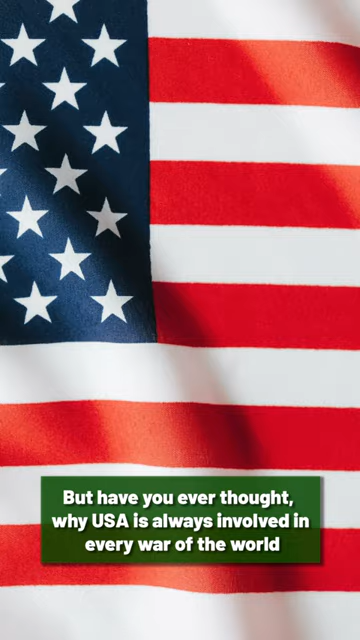 But have you ever thought,
why USA is always involved in
every war of the world